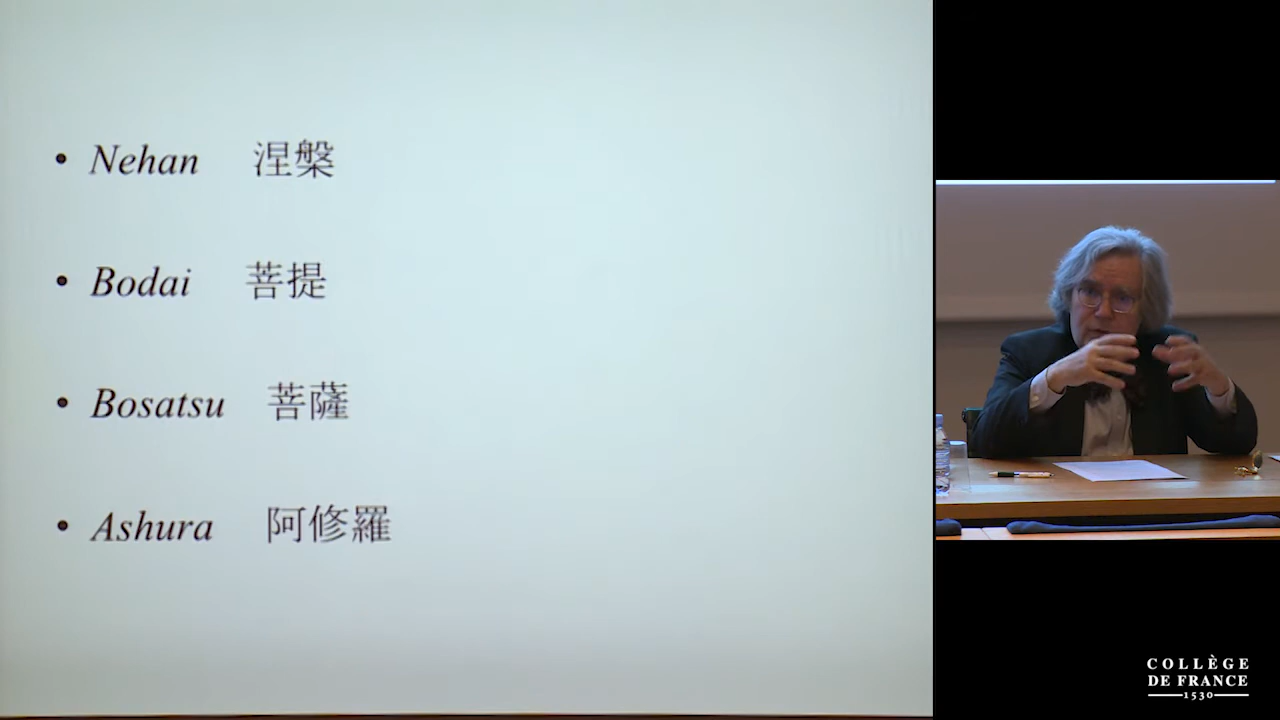 • Nehan 涅槃
• Bodai 菩提
• Bosatsu 菩薩
• Ashura 阿修羅
COLLÈGE
DE FRANCE
1530